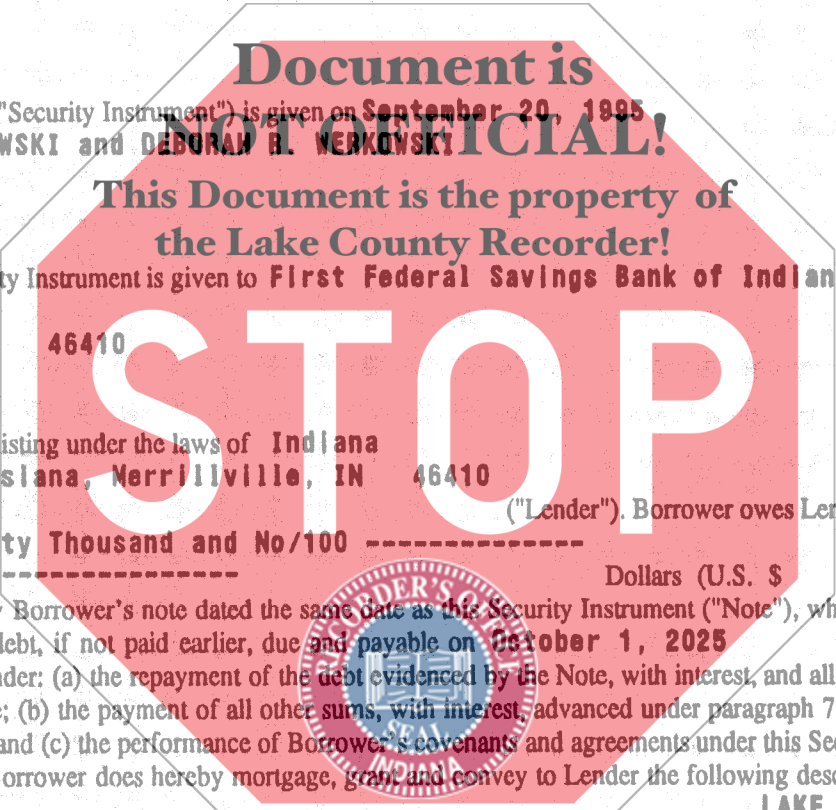 Document is
"Security Instrument") is given on September 20, 1995
NOT OFFICIAL!
WSKI and DEBORAH R. WERKOWSKI
This Document is the property of
the Lake County Recorder!
ty Instrument is given to First Federal Savings Bank of Indian
46410
STOP
isting under the laws of Indiana
siana, Merrillville, IN 46410
("Lender"). Borrower owes Len
ty Thousand and No/100 --------------
---------------
Dollars (U.S. $
Borrower's note dated the same date as this Security Instrument ("Note"), wh
debt, if not paid earlier, due and payable on October 1, 2025
nder: (a) the repayment of the debt evidenced by the Note, with interest, and all
; (b) the payment of all other sums, with interest, advanced under paragraph 7
and (c) the performance of Borrower's covenants and agreements under this Sec
orrower does hereby mortgage, grant and convey to Lender the following desc
LAKE
RECORDER'S OFFICE
SEAL
INDIANA